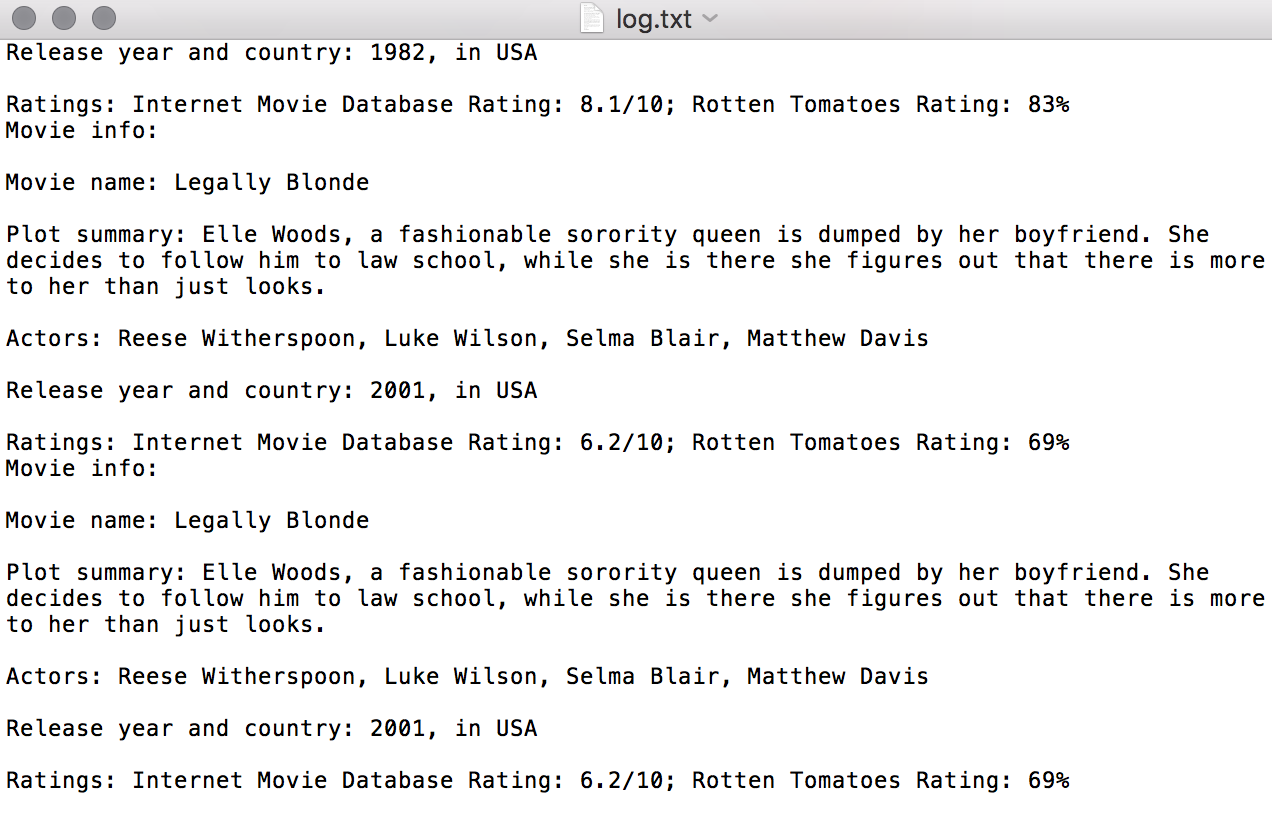 log.txt
Release year and country: 1982, in USA
Ratings: Internet Movie Database Rating: 8.1/10; Rotten Tomatoes Rating: 83%
Movie info:
Movie name: Legally Blonde
Plot summary: Elle Woods, a fashionable sorority queen is dumped by her boyfriend. She
decides to follow him to law school, while she is there she figures out that there is more
to her than just looks.
Actors: Reese Witherspoon, Luke Wilson, Selma Blair, Matthew Davis
Release year and country: 2001, in USA
Ratings: Internet Movie Database Rating: 6.2/10; Rotten Tomatoes Rating: 69%
Movie info:
Movie name: Legally Blonde
Plot summary: Elle Woods, a fashionable sorority queen is dumped by her boyfriend. She
decides to follow him to law school, while she is there she figures out that there is more
to her than just looks.
Actors: Reese Witherspoon, Luke Wilson, Selma Blair, Matthew Davis
Release year and country: 2001, in USA
Ratings: Internet Movie Database Rating: 6.2/10; Rotten Tomatoes Rating: 69%